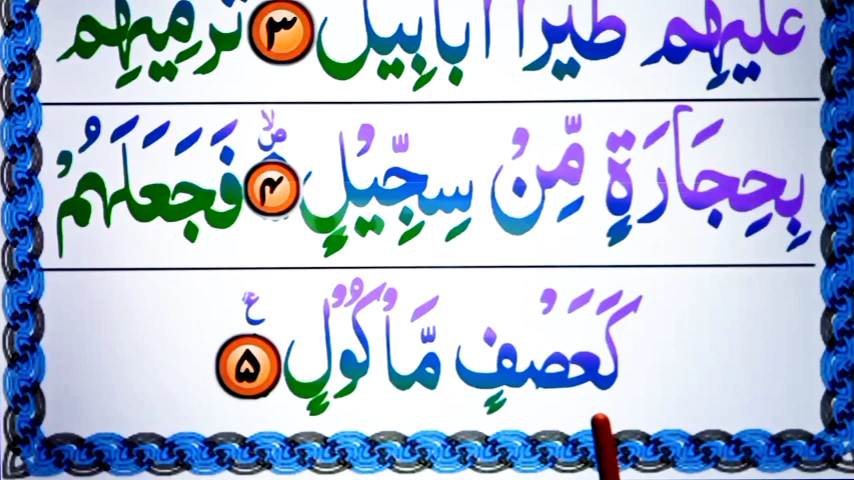 عَلَيْهِمْ طَيْرًا اَبَابِيْلَ ۳ تَرْمِيْهِمْ
بِحِجَارَةٍ مِّنْ سِجِّيْلٍ ۴ فَجَعَلَهُمْ
كَعَصْفٍ مَّاْكُوْلٍ ۵ ع